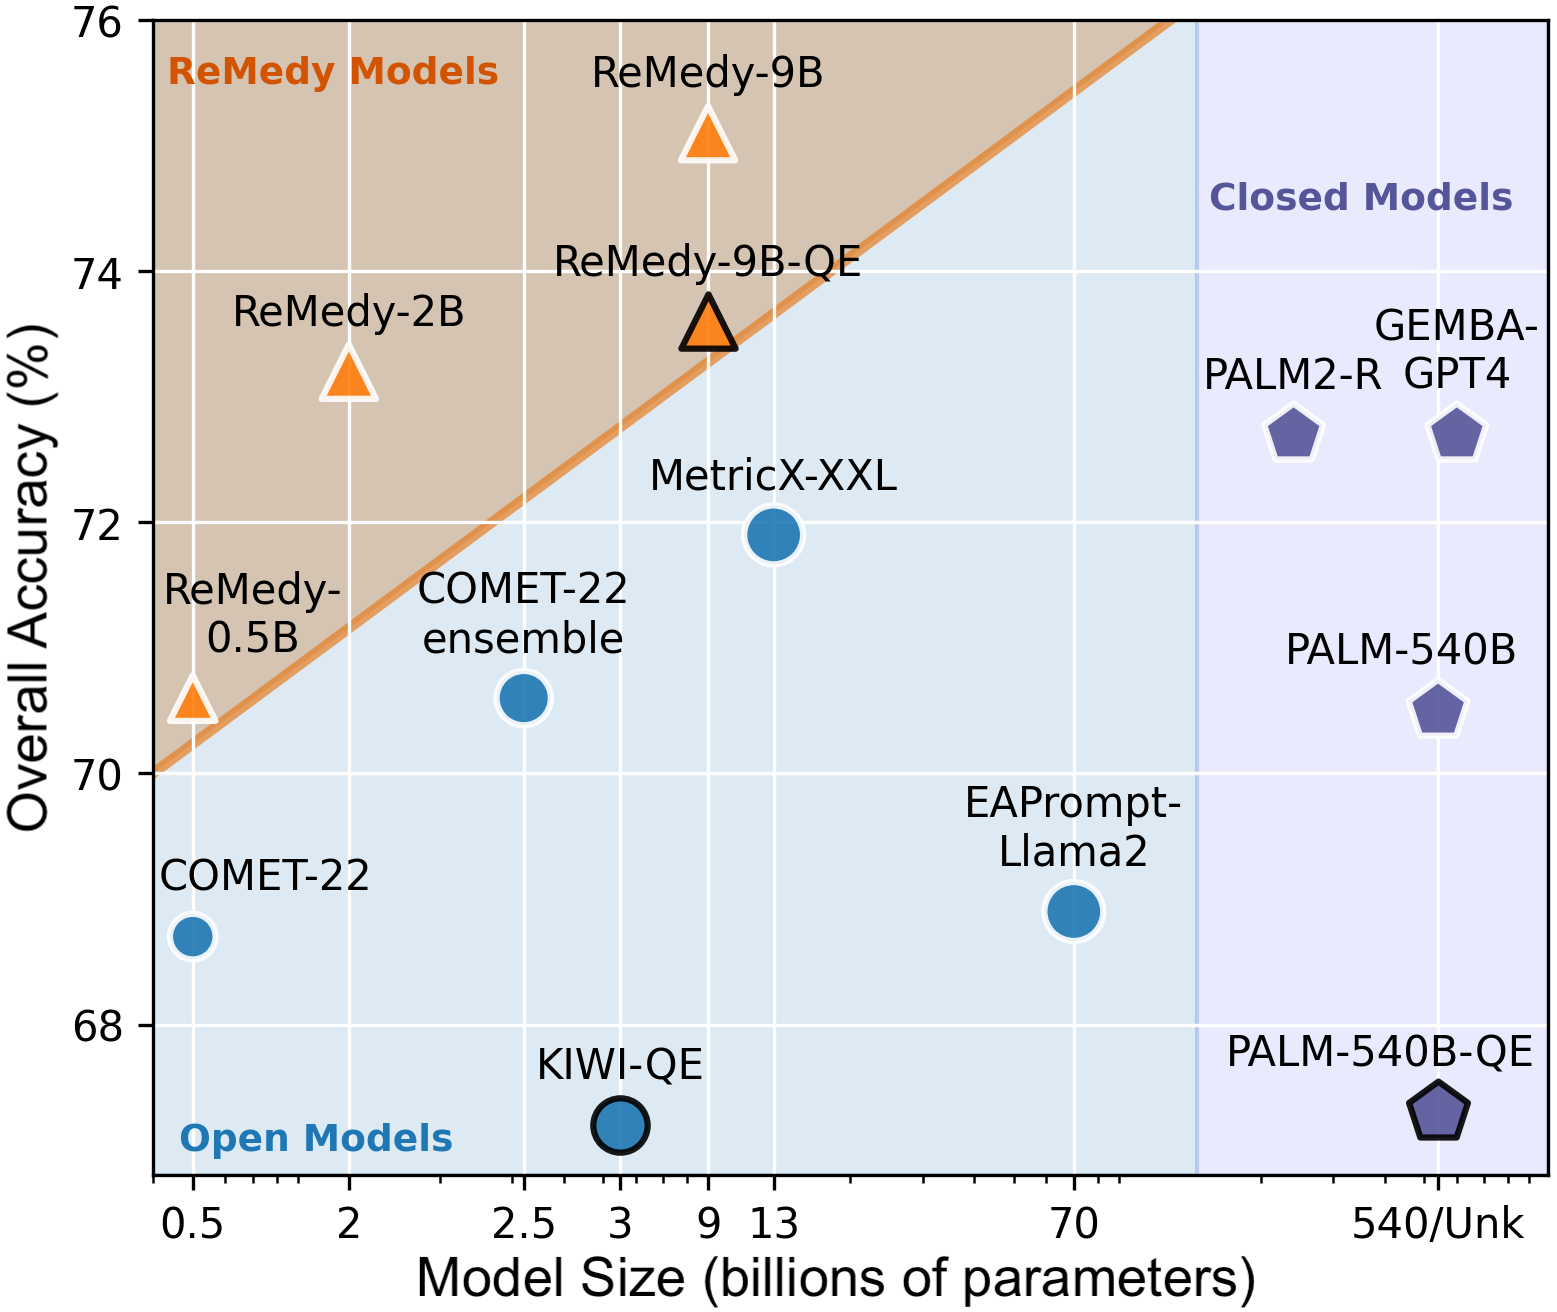 76
ReMedy Models
ReMedy-9B
Closed Models
74
ReMedy-9B-QE
ReMedy-2B
GEMBA-
GPT4
PALM2-R
MetricX-XXL
72
ReMedy-
0.5B
COMET-22
ensemble
PALM-540B
70
EAPrompt-
Llama2
COMET-22
68
KIWI-QE
PALM-540B-QE
Open Models
Overall Accuracy (%)
0.5 2 2.5 3 9 13 70 540/Unk
Model Size (billions of parameters)